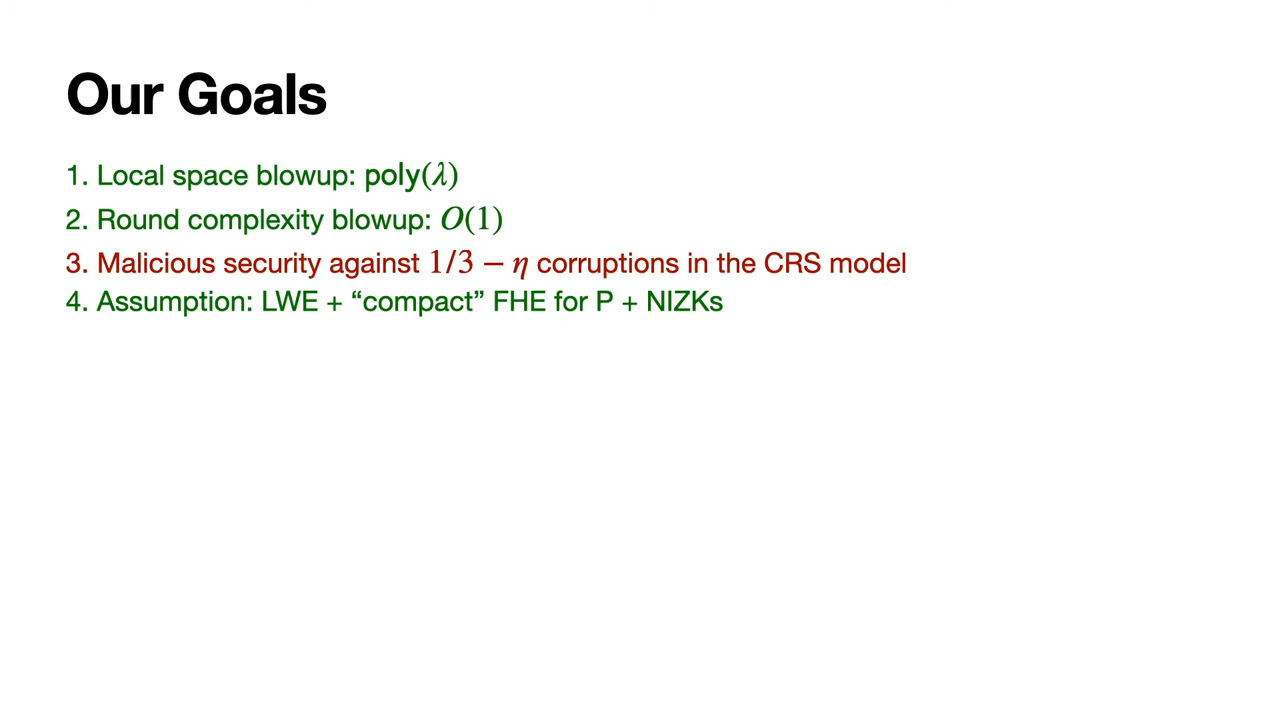 Our Goals
1. Local space blowup: poly(λ)
2. Round complexity blowup: O(1)
3. Malicious security against 1/3 − η corruptions in the CRS model
4. Assumption: LWE + “compact” FHE for P + NIZKs